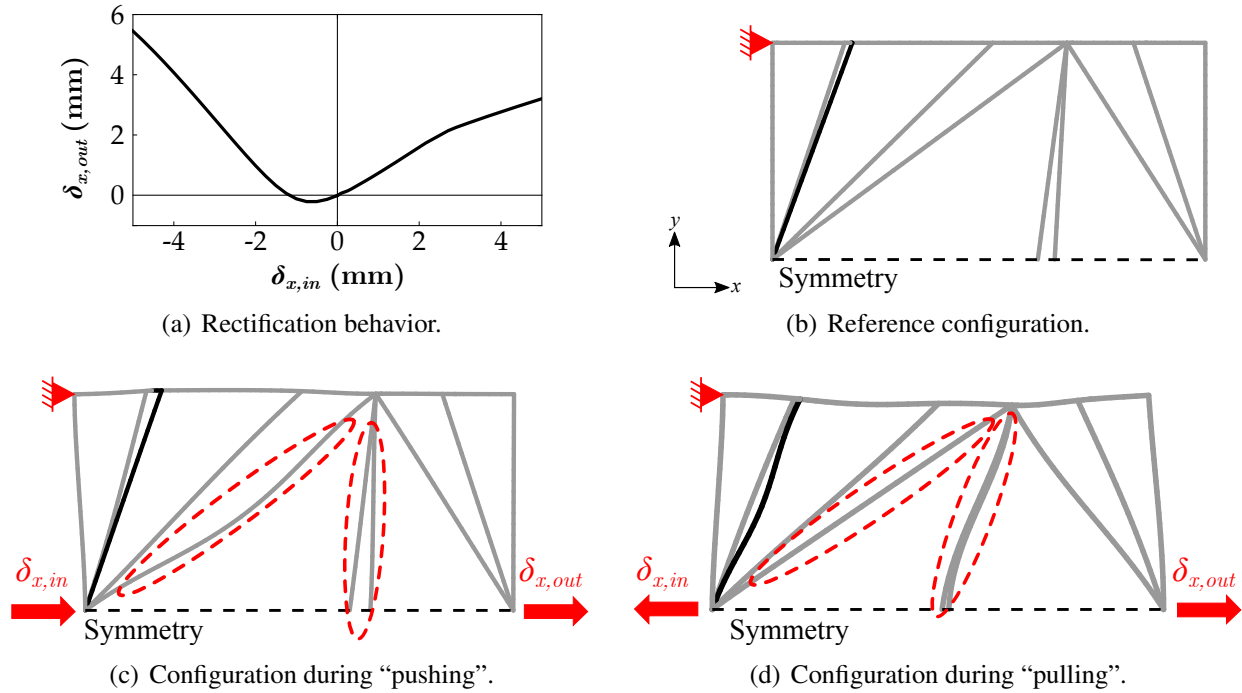 6
4
2
0
-4 -2 0 2 4
δx,out (mm)
δx,in (mm)
(a) Rectification behavior.
y
x
Symmetry
(b) Reference configuration.
δx,in
δx,out
Symmetry
(c) Configuration during “pushing”.
δx,in
δx,out
Symmetry
(d) Configuration during “pulling”.